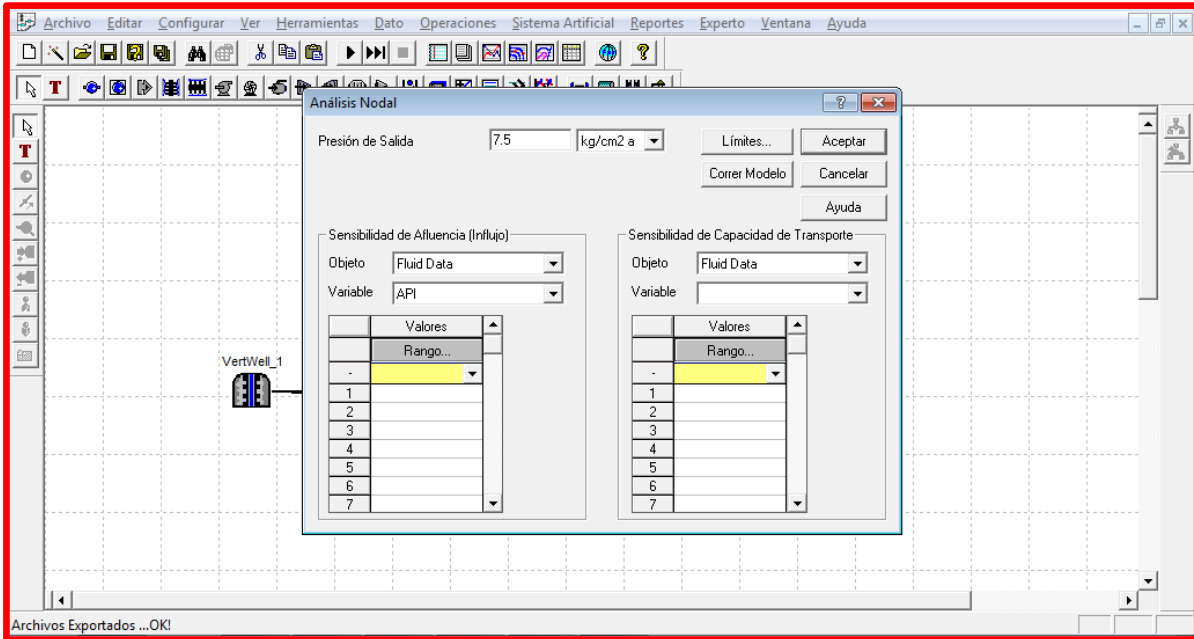 Archivo Editar Configurar Ver Herramientas Dato Operaciones Sistema Artificial Reportes Experto Ventana Ayuda
T
Análisis Nodal
Presión de Salida 7.5 kg/cm2 a Límites... Aceptar
Correr Modelo Cancelar
Ayuda
T
Sensibilidad de Afluencia (Influjo)
Objeto Fluid Data
Variable API
Valores
Rango...
-
1
2
3
4
5
6
7
Sensibilidad de Capacidad de Transporte
Objeto Fluid Data
Variable
Valores
Rango...
-
1
2
3
4
5
6
7
VertWell_1
Archivos Exportados ...OK!